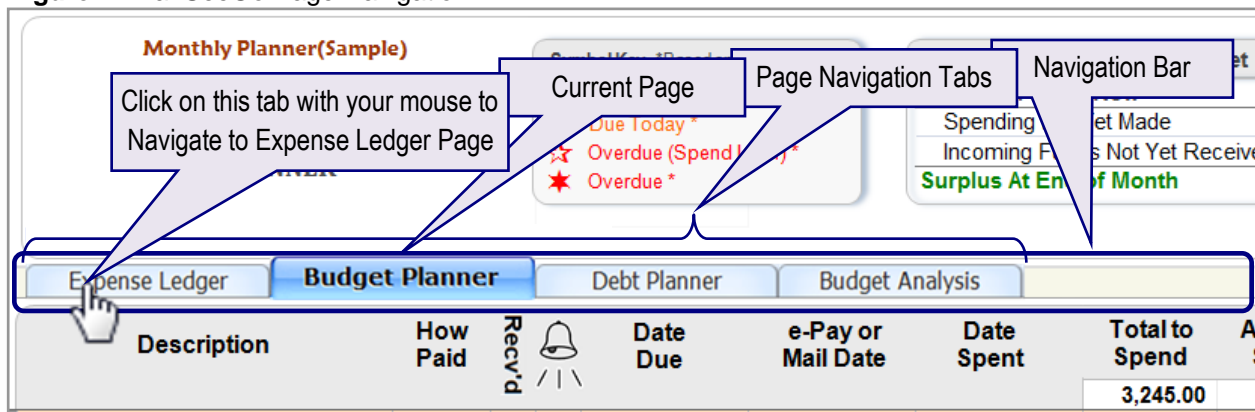 Monthly Planner(Sample)
Click on this tab with your mouse to
Navigate to Expense Ledger Page
Current Page
Page Navigation Tabs
Navigation Bar
Due Today *
Overdue (Spend
Overdue *
Spending
Made
Incoming
Not Yet
Surplus At
of Month
Expense Ledger
Budget Planner
Debt Planner
Budget Analysis
Description
How
Paid
Recv'd
Date
Due
e-Pay or
Mail Date
Date
Spent
Total to
Spend
3,245.00